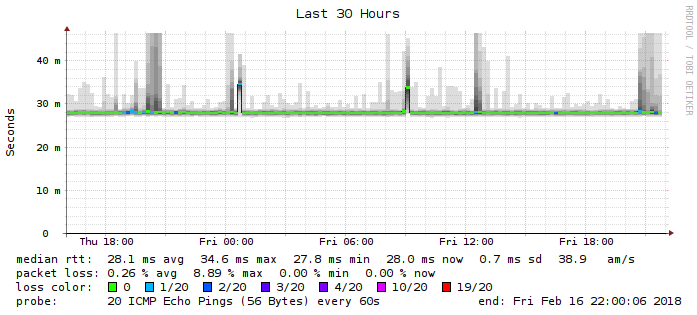 Last 30 Hours
RRDTOOL / TOBI OETIKER
Seconds
40 m
30 m
20 m
10 m
0
Thu 18:00 Fri 00:00 Fri 06:00 Fri 12:00 Fri 18:00
median rtt: 28.1 ms avg 34.6 ms max 27.8 ms min 28.0 ms now 0.7 ms sd 38.9 am/s
packet loss: 0.26 % avg 8.89 % max 0.00 % min 0.00 % now
loss color: 0 1/20 2/20 3/20 4/20 10/20 19/20
probe: 20 ICMP Echo Pings (56 Bytes) every 60s end: Fri Feb 16 22:00:06 2018